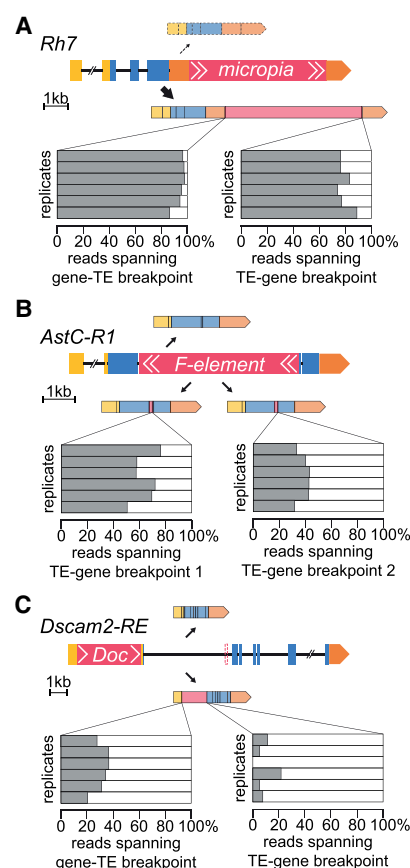 A
Rh7
micropia
1kb
replicates
replicates
0 20 40 60 80 100%
0 20 40 60 80 100%
reads spanning
gene-TE breakpoint
reads spanning
TE-gene breakpoint
B
AstC-R1
F-element
1kb
replicates
replicates
0 20 40 60 80 100%
0 20 40 60 80 100%
reads spanning
TE-gene breakpoint 1
reads spanning
TE-gene breakpoint 2
C
Dscam2-RE
Doc
1kb
replicates
replicates
0 20 40 60 80 100%
0 20 40 60 80 100%
reads spanning
gene-TE breakpoint
reads spanning
TE-gene breakpoint